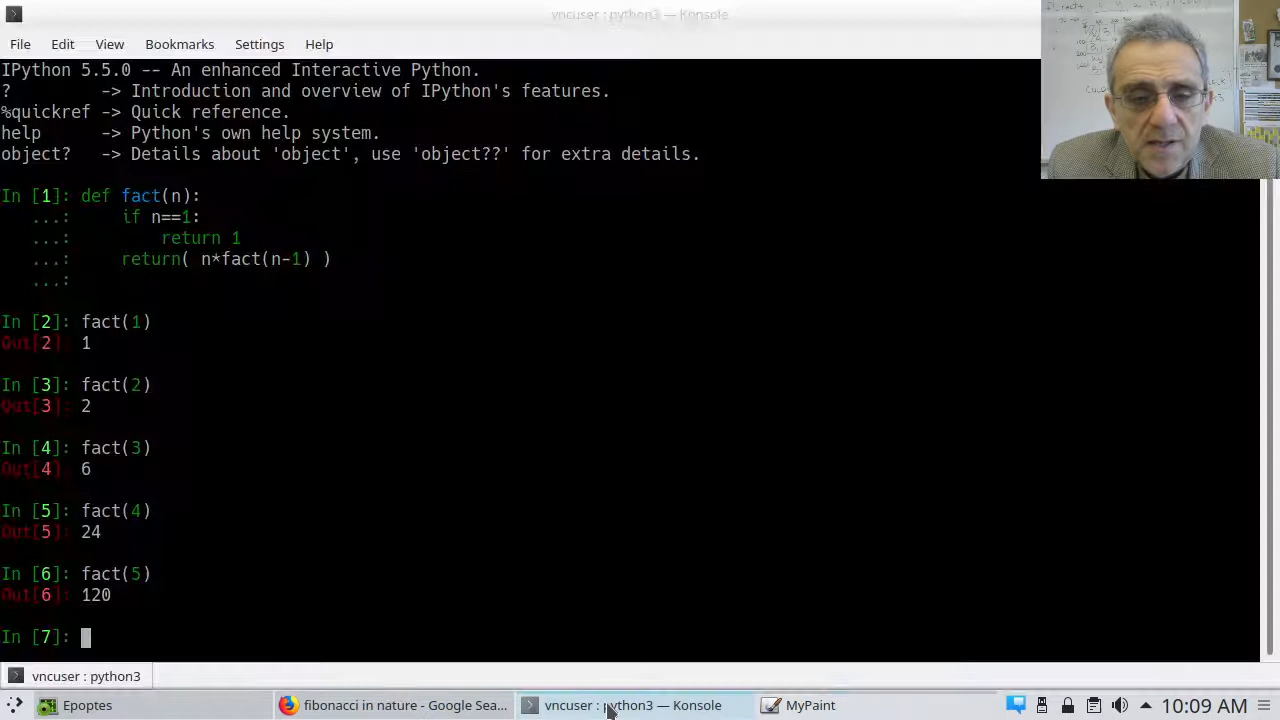 vncuser : python3 — Konsole
File Edit View Bookmarks Settings Help
IPython 5.5.0 -- An enhanced Interactive Python.
?         -> Introduction and overview of IPython's features.
%quickref -> Quick reference.
help      -> Python's own help system.
object?   -> Details about 'object', use 'object??' for extra details.
In [1]: def fact(n):
   ...:     if n==1:
   ...:         return 1
   ...:     return( n*fact(n-1) )
   ...:
In [2]: fact(1)
Out[2]: 1
In [3]: fact(2)
Out[3]: 2
In [4]: fact(3)
Out[4]: 6
In [5]: fact(4)
Out[5]: 24
In [6]: fact(5)
Out[6]: 120
In [7]:
vncuser : python3
Epoptes fibonacci in nature - Google Sea... vncuser : python3 — Konsole MyPaint 10:09 AM